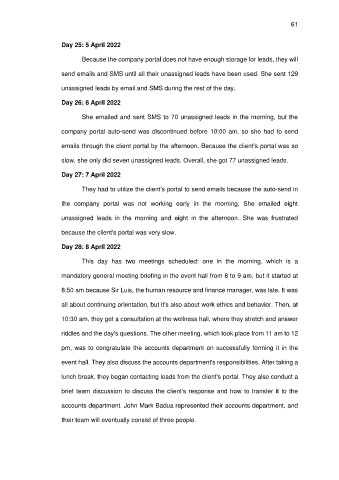 61
Day 25: 5 April 2022
Because the company portal does not have enough storage for leads, they will
send emails and SMS until all their unassigned leads have been used. She sent 129
unassigned leads by email and SMS during the rest of the day.
Day 26: 6 April 2022
She emailed and sent SMS to 70 unassigned leads in the morning, but the
company portal auto-send was discontinued before 10:00 am, so she had to send
emails through the client portal by the afternoon. Because the client's portal was so
slow, she only did seven unassigned leads. Overall, she got 77 unassigned leads.
Day 27: 7 April 2022
They had to utilize the client's portal to send emails because the auto-send in
the company portal was not working early in the morning. She emailed eight
unassigned leads in the morning and eight in the afternoon. She was frustrated
because the client's portal was very slow.
Day 28: 8 April 2022
This day has two meetings scheduled: one in the morning, which is a
mandatory general meeting briefing in the event hall from 8 to 9 am, but it started at
8:50 am because Sir Luis, the human resource and finance manager, was late. It was
all about continuing orientation, but it's also about work ethics and behavior. Then, at
10:30 am, they get a consultation at the wellness hall, where they stretch and answer
riddles and the day's questions. The other meeting, which took place from 11 am to 12
pm, was to congratulate the accounts department on successfully forming it in the
event hall. They also discuss the accounts department's responsibilities. After taking a
lunch break, they began contacting leads from the client's portal. They also conduct a
brief team discussion to discuss the client's response and how to transfer it to the
accounts department. John Mark Badua represented their accounts department, and
their team will eventually consist of three people.